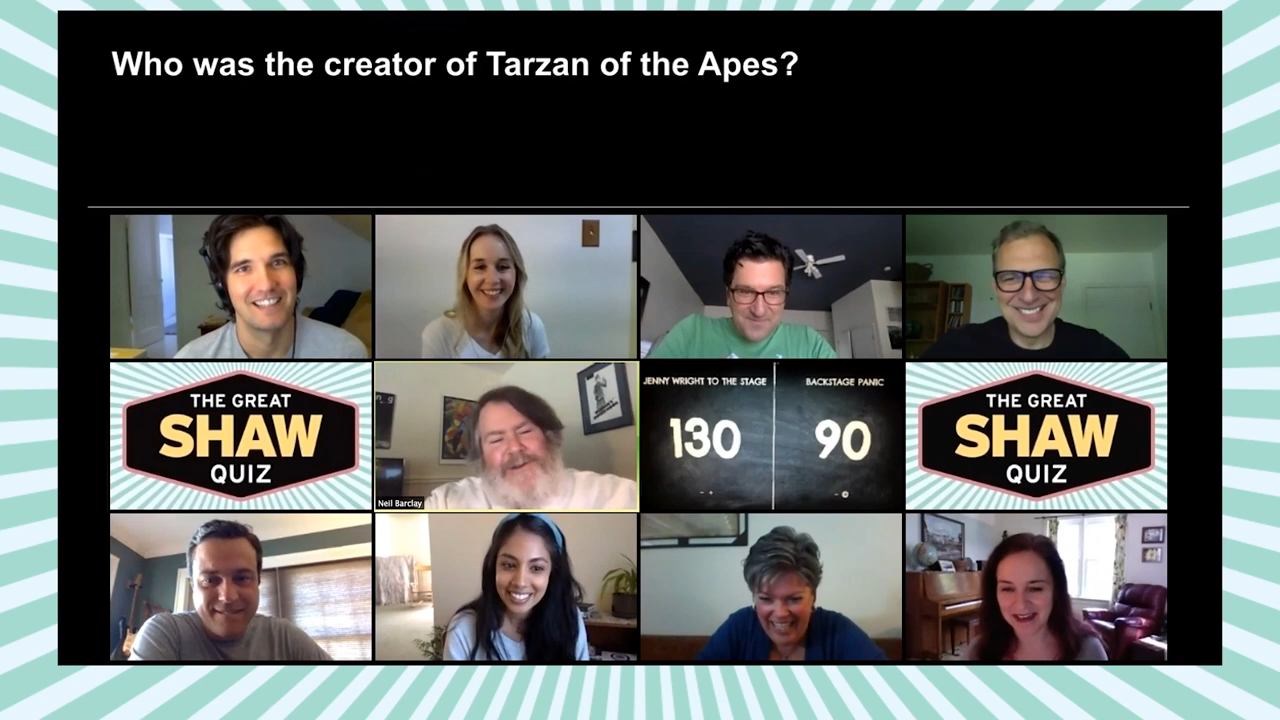 Who was the creator of Tarzan of the Apes?
THE GREAT
SHAW
QUIZ
Neil Barclay
JENNY WRIGHT TO THE STAGE
130
BACKSTAGE PANIC
90
THE GREAT
SHAW
QUIZ